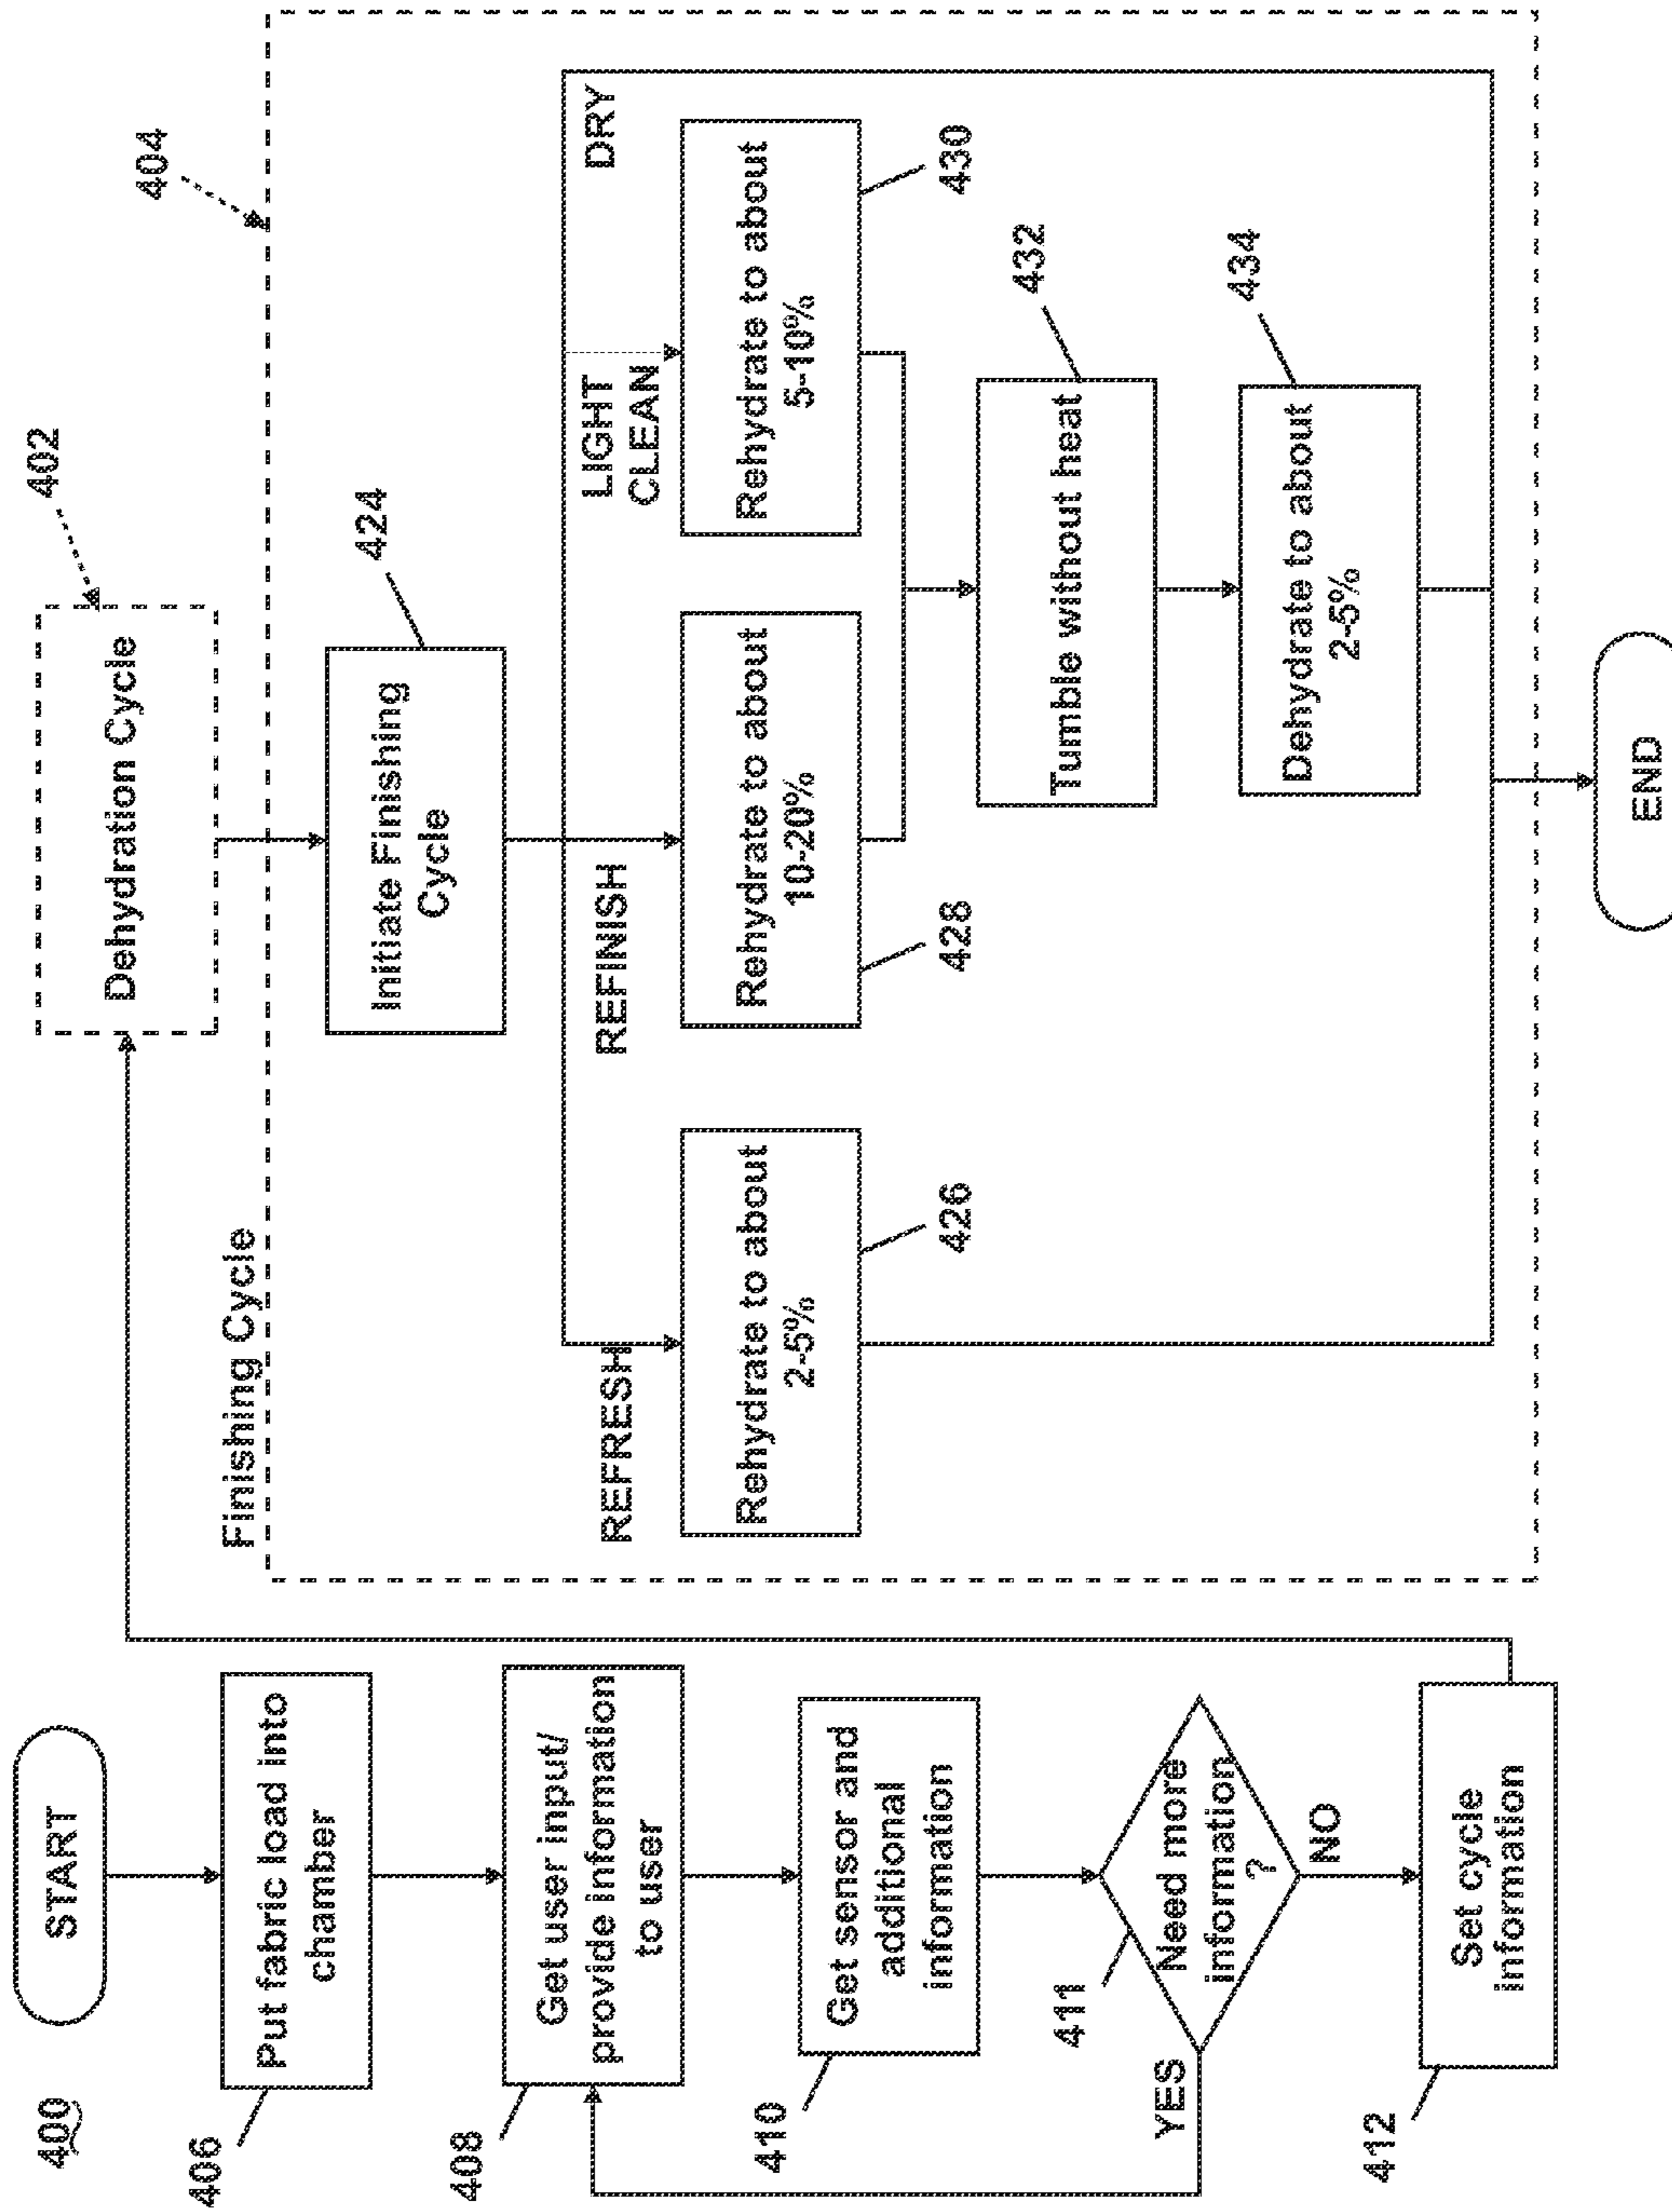 400
START
406
Put fabric load into
chamber
408
Get user input/
provide information
to user
410
Get sensor and
additional
information
411
Need more
information
?
YES
NO
412
Set cycle
information
402
Dehydration Cycle
Finishing Cycle
404
424
Initiate Finishing
Cycle
REFRESH
REFINISH
LIGHT
CLEAN
DRY
Rehydrate to about
2-5%
426
Rehydrate to about
10-20%
428
Rehydrate to about
5-10%
430
Tumble without heat
432
Dehydrate to about
2-5%
434
END